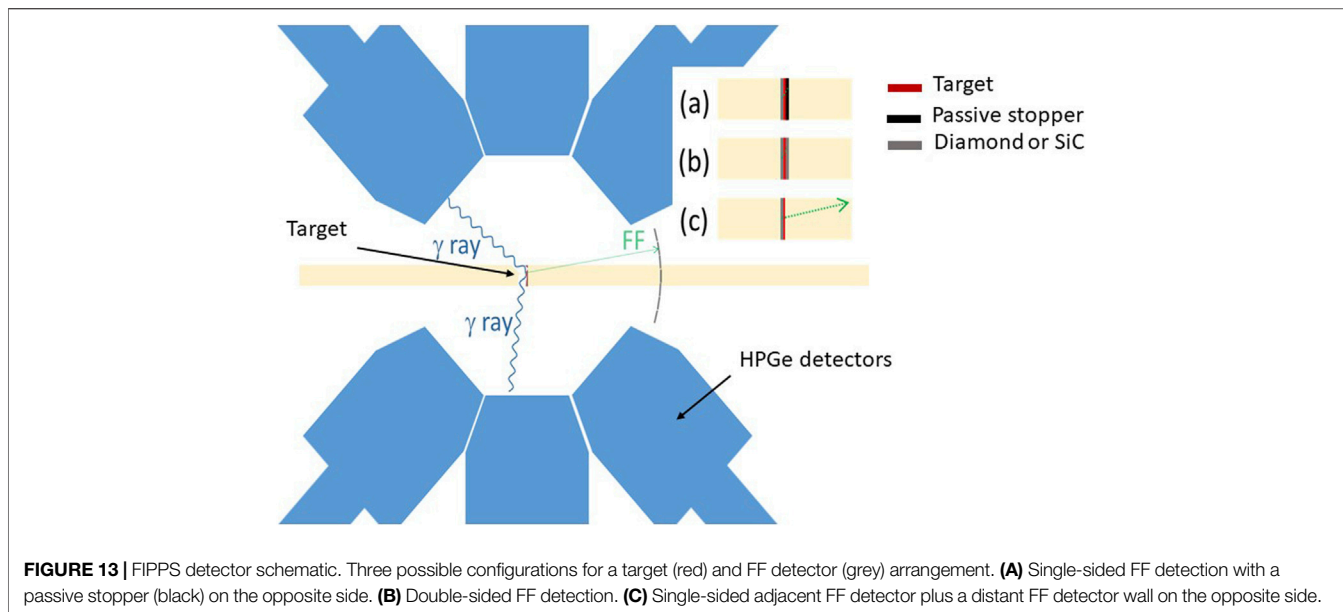 (a)
(b)
(c)
Target
Passive stopper
Diamond or SiC
Target
γ ray
FF
γ ray
HPGe detectors
FIGURE 13 | FIPPS detector schematic. Three possible configurations for a target (red) and FF detector (grey) arrangement. (A) Single-sided FF detection with a
passive stopper (black) on the opposite side. (B) Double-sided FF detection. (C) Single-sided adjacent FF detector plus a distant FF detector wall on the opposite side.